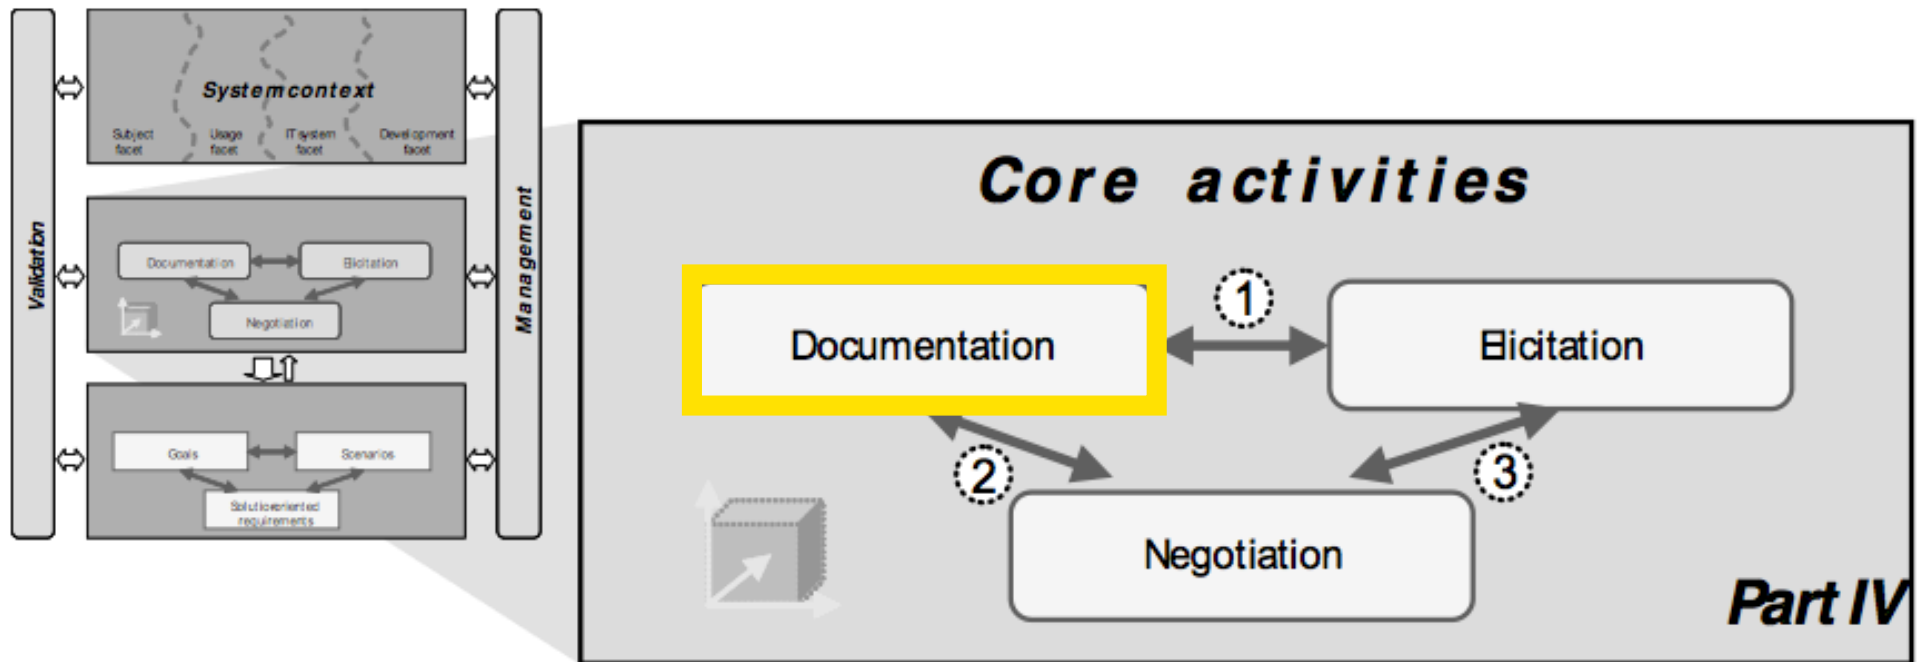 Validation
System context
Subject
facet
Usage
facet
IT system
facet
Development
facet
Documentation
Elicitation
Negotiation
Goals
Scenarios
Solution-oriented
requirements
Management
Core activities
Documentation
1
Elicitation
2
3
Negotiation
Part IV